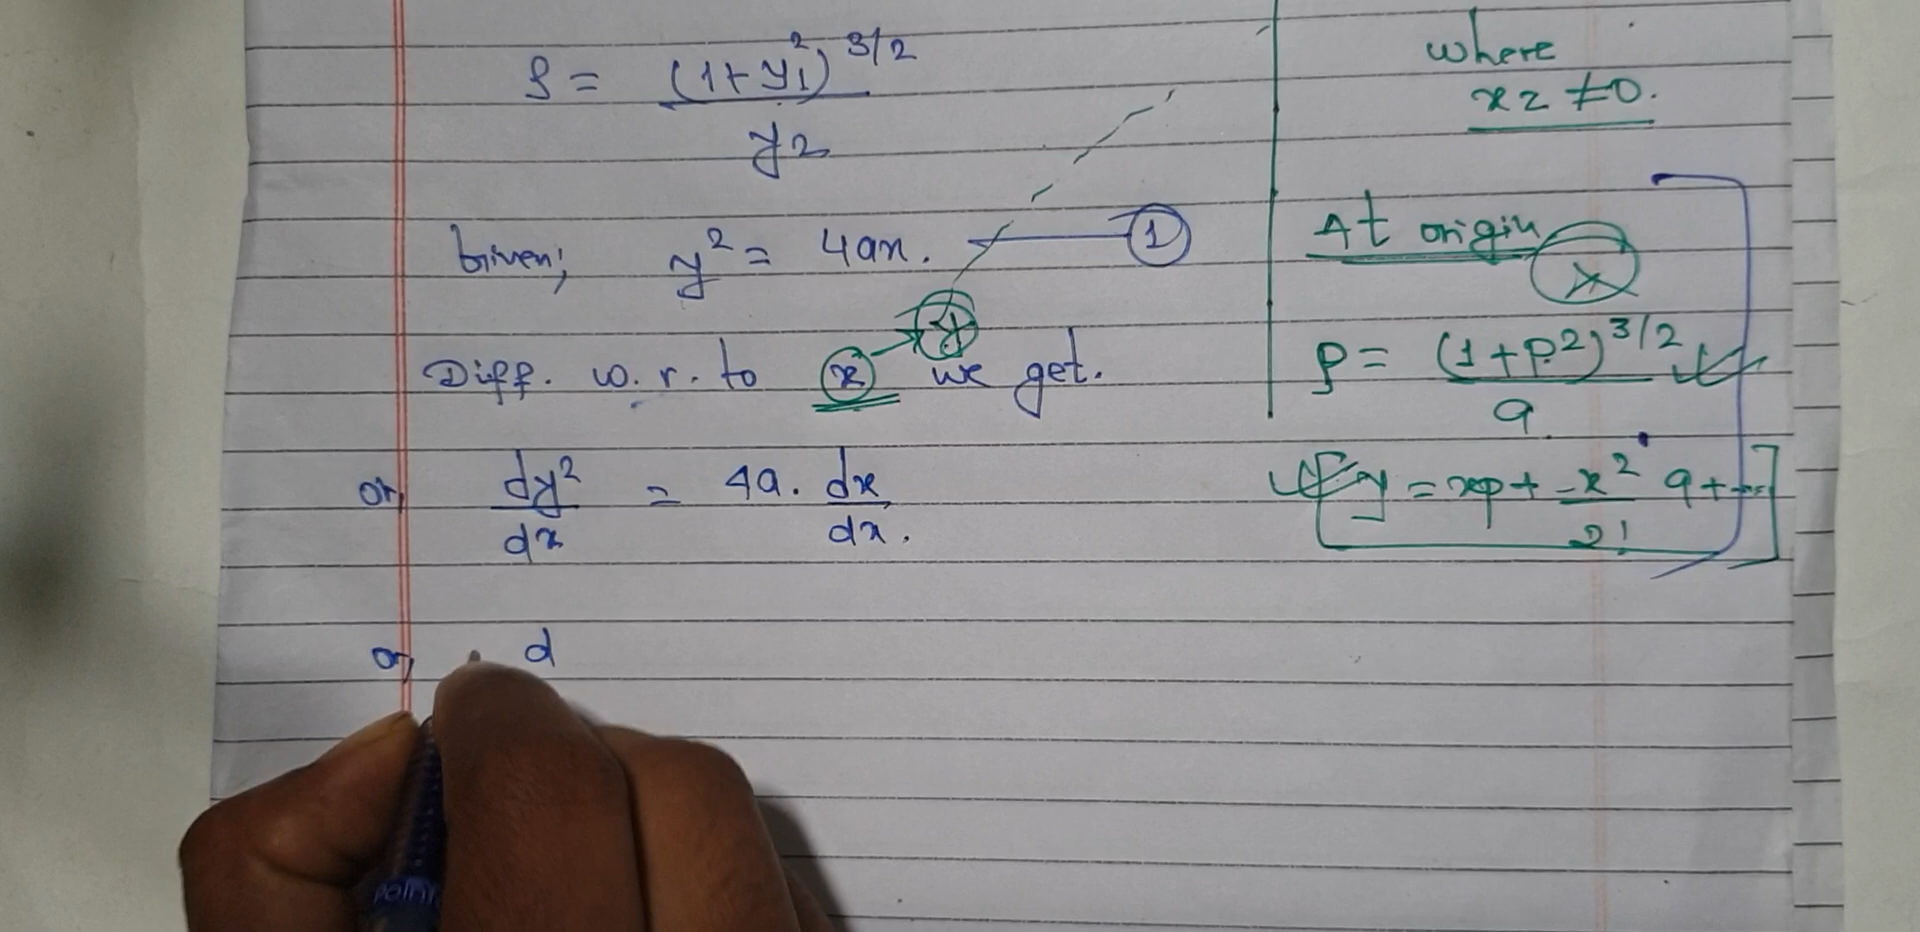 ρ = (1+y₁²)^3/2 / y₂
Given; y² = 4ax. — ①
Diff. w. r. to x → y we get.
or, dy²/dx = 4a. dx/dx.
or, d
where
x₂ ≠ 0.
At origin
ρ = (1+p²)^3/2 / q
y = xp + x²/2! q + ...
Point